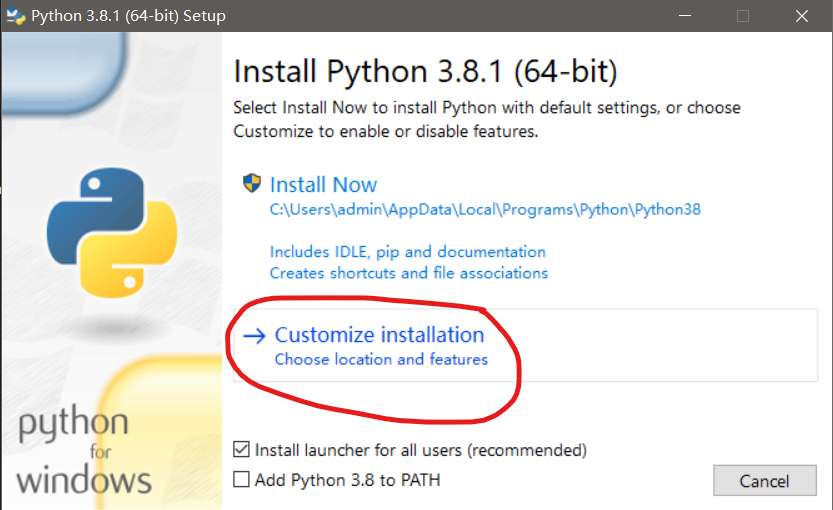 Python 3.8.1 (64-bit) Setup
Install Python 3.8.1 (64-bit)
Select Install Now to install Python with default settings, or choose
Customize to enable or disable features.
Install Now
C:\Users\admin\AppData\Local\Programs\Python\Python38
Includes IDLE, pip and documentation
Creates shortcuts and file associations
Customize installation
Choose location and features
python
for
windows
Install launcher for all users (recommended)
Add Python 3.8 to PATH
Cancel